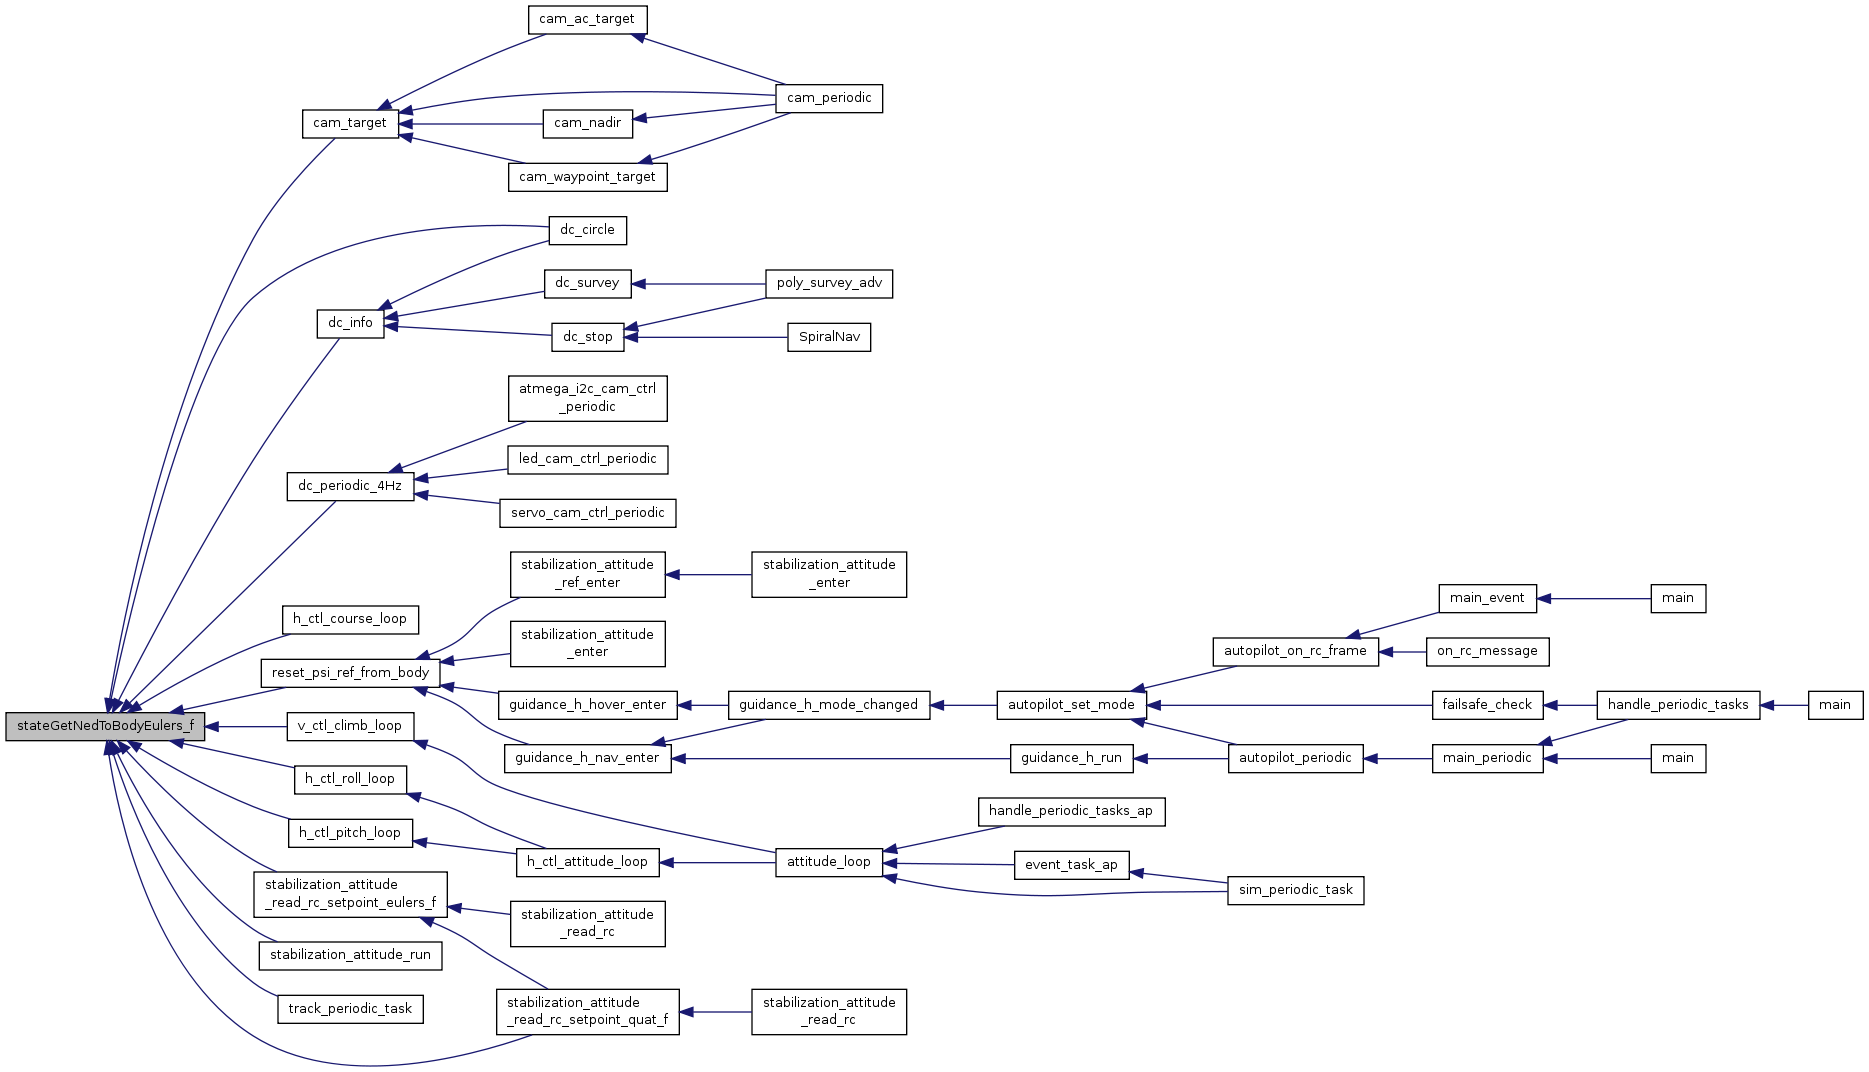 cam_ac_target
cam_periodic
cam_target
cam_nadir
cam_waypoint_target
dc_circle
dc_survey
poly_survey_adv
dc_info
dc_stop
SpiralNav
atmega_i2c_cam_ctrl
_periodic
led_cam_ctrl_periodic
dc_periodic_4Hz
servo_cam_ctrl_periodic
stabilization_attitude
_ref_enter
stabilization_attitude
_enter
main_event
main
h_ctl_course_loop
stabilization_attitude
_enter
autopilot_on_rc_frame
on_rc_message
reset_psi_ref_from_body
guidance_h_hover_enter
guidance_h_mode_changed
autopilot_set_mode
failsafe_check
handle_periodic_tasks
main
stateGetNedToBodyEulers_f
v_ctl_climb_loop
guidance_h_nav_enter
guidance_h_run
autopilot_periodic
main_periodic
main
h_ctl_roll_loop
handle_periodic_tasks_ap
h_ctl_pitch_loop
h_ctl_attitude_loop
attitude_loop
event_task_ap
sim_periodic_task
stabilization_attitude
_read_rc_setpoint_eulers_f
stabilization_attitude
_read_rc
stabilization_attitude_run
track_periodic_task
stabilization_attitude
_read_rc_setpoint_quat_f
stabilization_attitude
_read_rc